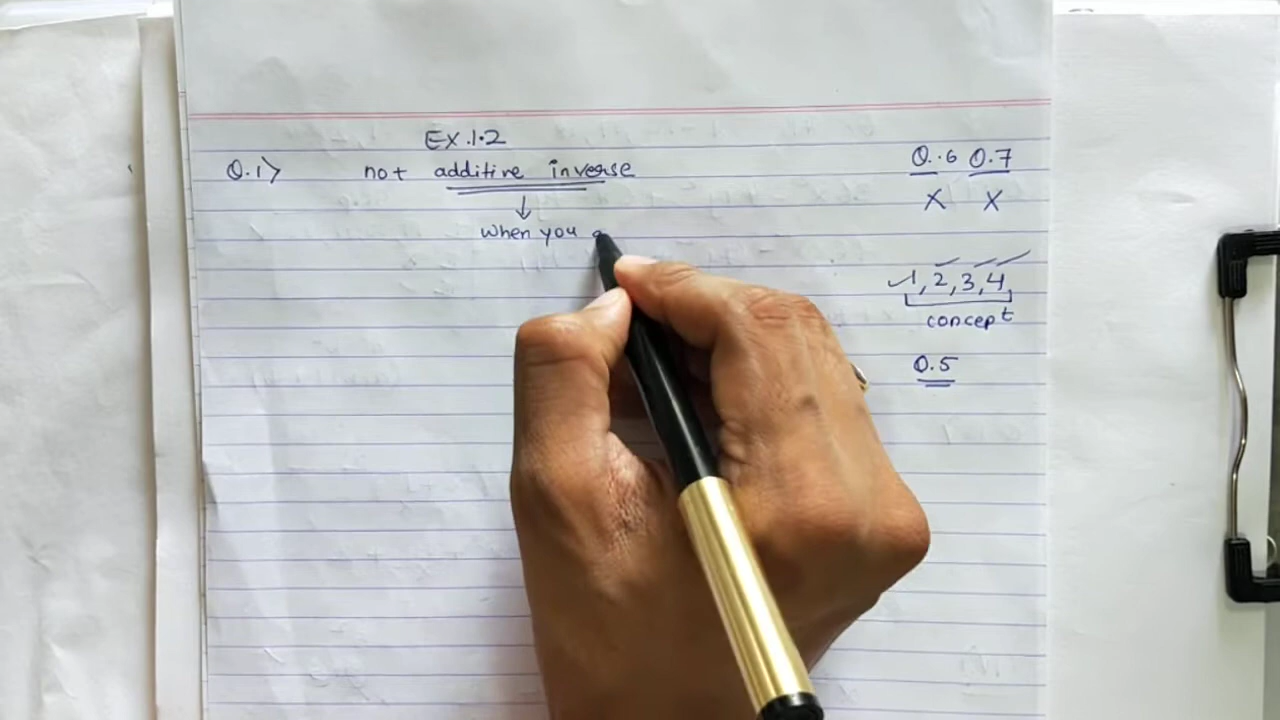 Ex.1.2
Q.1> not additive inverse
When you
Q.6 Q.7
X X
1,2,3,4
concept
Q.5